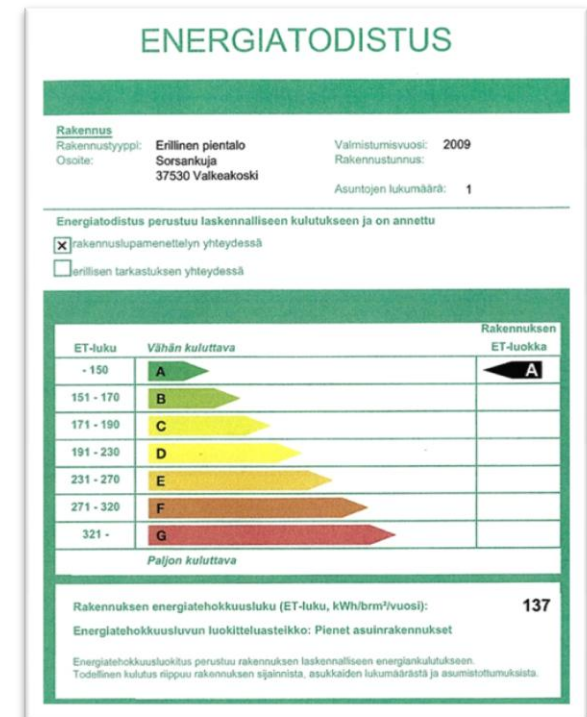 ENERGIATODISTUS
Rakennus
Rakennustyyppi: Erillinen pientalo Valmistumisvuosi: 2009
Osoite: Sorsankuja Rakennustunnus:
37530 Valkeakoski
Asuntojen lukumäärä: 1
Energiatodistus perustuu laskennalliseen kulutukseen ja on annettu
x rakennuslupamenettelyn yhteydessä
erillisen tarkastuksen yhteydessä
Rakennuksen
ET-luku Vähän kuluttava ET-luokka
- 150 A A
151 - 170 B
171 - 190 C
191 - 230 D
231 - 270 E
271 - 320 F
321 - G
Paljon kuluttava
Rakennuksen energiatehokkuusluku (ET-luku, kWh/brm²/vuosi): 137
Energiatehokkuusluvun luokitteluasteikko: Pienet asuinrakennukset
Energiatehokkuusluokitus perustuu rakennuksen laskennalliseen energiankulutukseen.
Todellinen kulutus riippuu rakennuksen sijainnista, asukkaiden lukumäärästä ja asumistottumuksista.